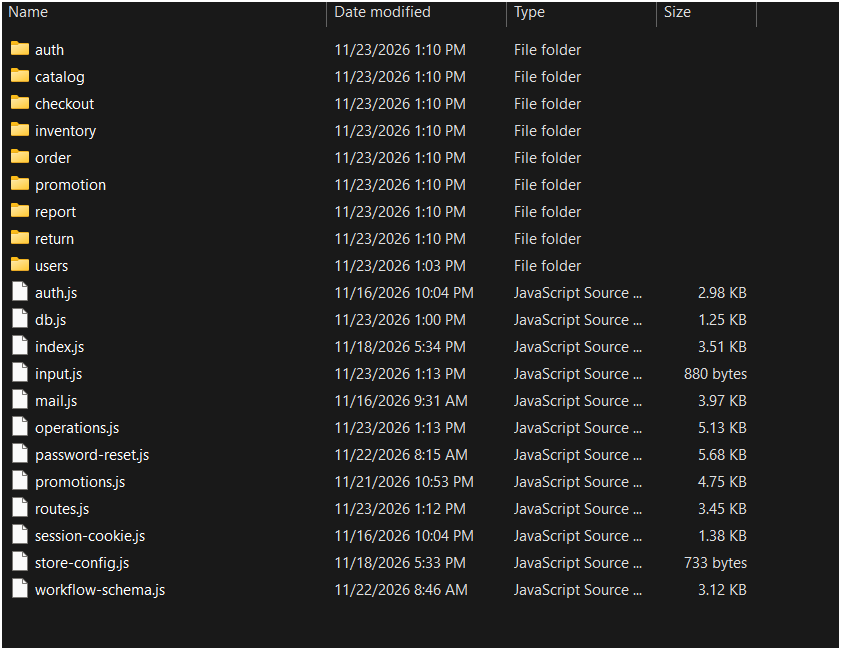 Name Date modified Type Size
auth 11/23/2026 1:10 PM File folder
catalog 11/23/2026 1:10 PM File folder
checkout 11/23/2026 1:10 PM File folder
inventory 11/23/2026 1:10 PM File folder
order 11/23/2026 1:10 PM File folder
promotion 11/23/2026 1:10 PM File folder
report 11/23/2026 1:10 PM File folder
return 11/23/2026 1:10 PM File folder
users 11/23/2026 1:03 PM File folder
auth.js 11/16/2026 10:04 PM JavaScript Source ... 2.98 KB
db.js 11/23/2026 1:00 PM JavaScript Source ... 1.25 KB
index.js 11/18/2026 5:34 PM JavaScript Source ... 3.51 KB
input.js 11/23/2026 1:13 PM JavaScript Source ... 880 bytes
mail.js 11/16/2026 9:31 AM JavaScript Source ... 3.97 KB
operations.js 11/23/2026 1:13 PM JavaScript Source ... 5.13 KB
password-reset.js 11/22/2026 8:15 AM JavaScript Source ... 5.68 KB
promotions.js 11/21/2026 10:53 PM JavaScript Source ... 4.75 KB
routes.js 11/23/2026 1:12 PM JavaScript Source ... 3.45 KB
session-cookie.js 11/16/2026 10:04 PM JavaScript Source ... 1.38 KB
store-config.js 11/18/2026 5:33 PM JavaScript Source ... 733 bytes
workflow-schema.js 11/22/2026 8:46 AM JavaScript Source ... 3.12 KB